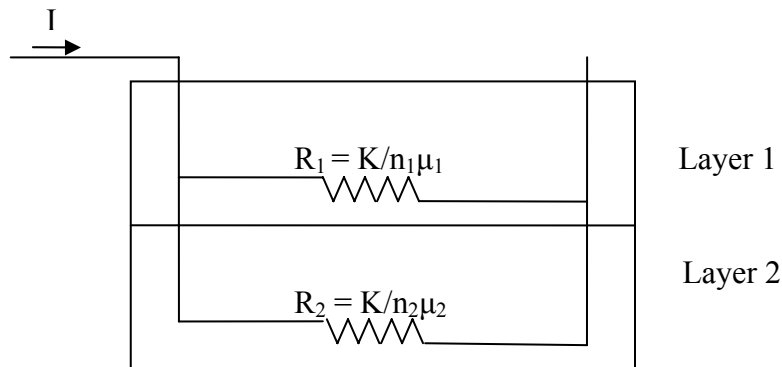 I
R₁ = K/n₁μ₁
Layer 1
Layer 2
R₂ = K/n₂μ₂